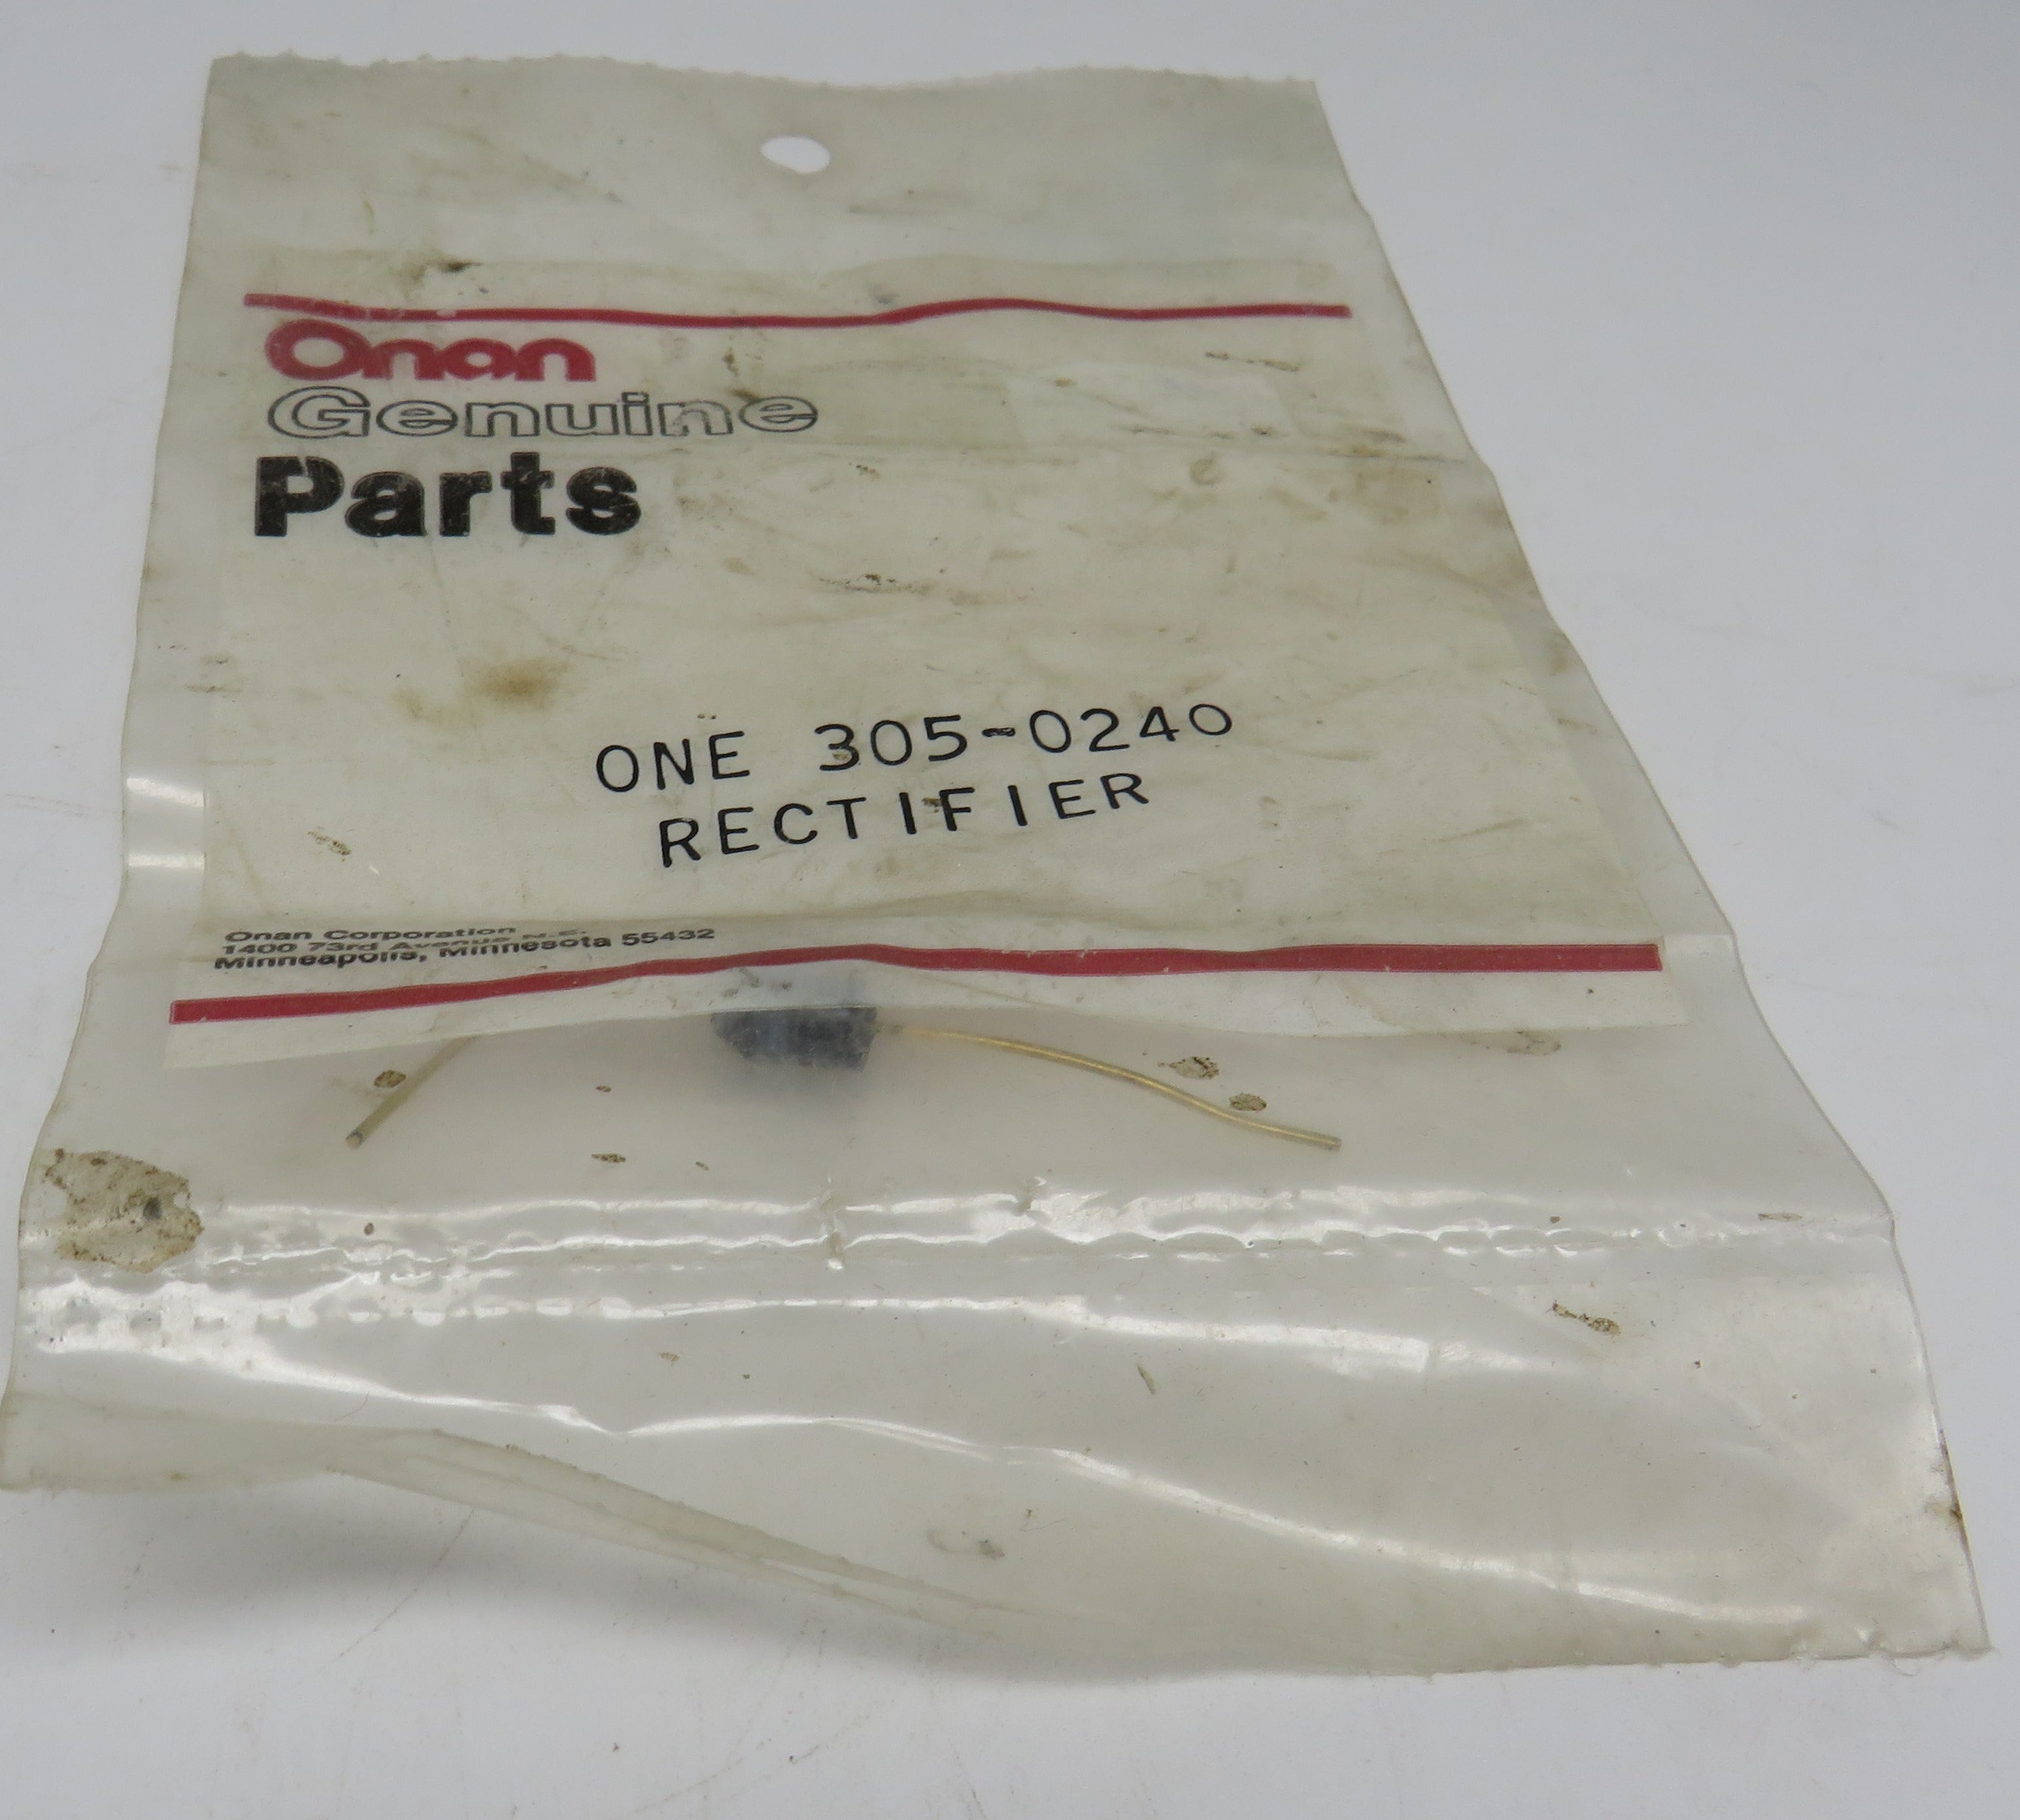 Onan
Genuine
Parts
ONE 305-0240
RECTIFIER
Onan Corporation
1400 73rd Avenue N.E.
Minneapolis, Minnesota 55432